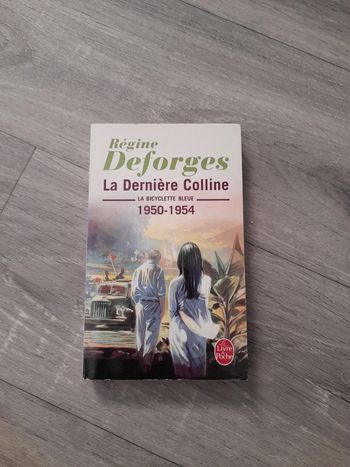 Régine
Deforges
La Dernière Colline
LA BICYCLETTE BLEUE
1950-1954
Le Livre
de Poche